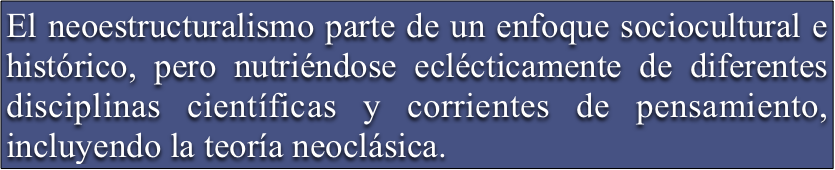 El neoestructuralismo parte de un enfoque sociocultural e
histórico, pero nutriéndose eclécticamente de diferentes
disciplinas científicas y corrientes de pensamiento,
incluyendo la teoría neoclásica.